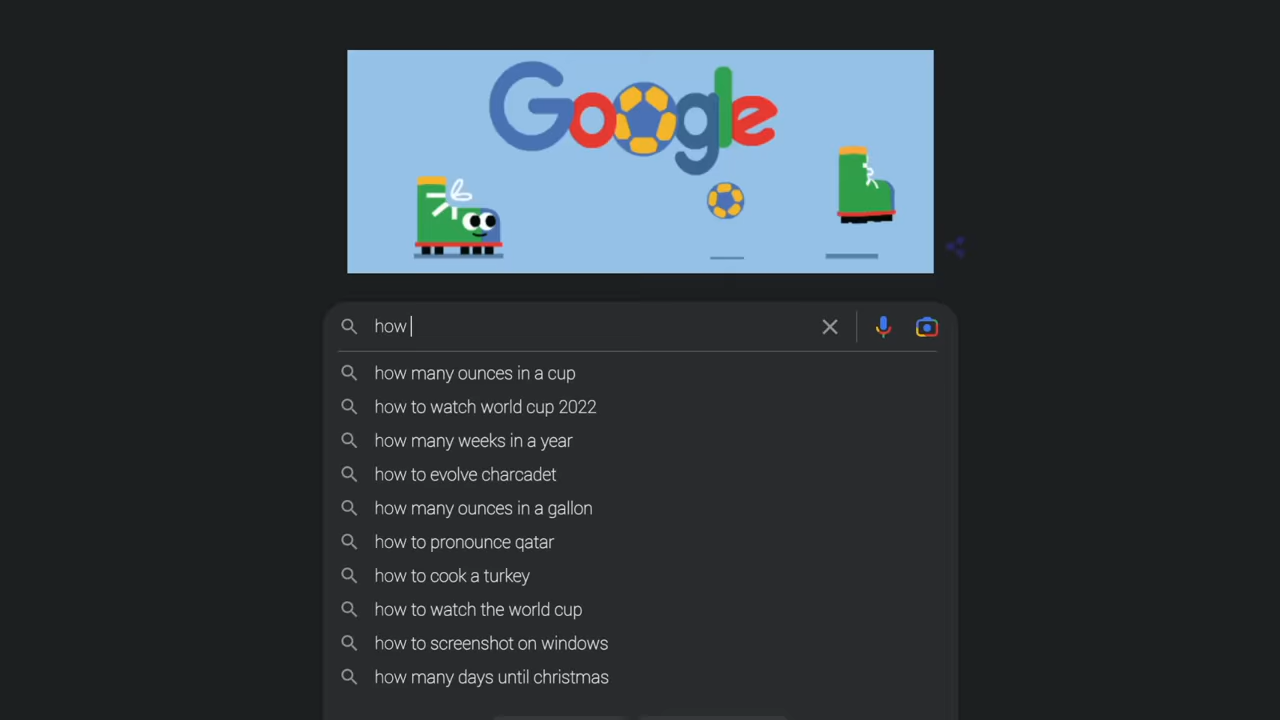 Google
how
how many ounces in a cup
how to watch world cup 2022
how many weeks in a year
how to evolve charcadet
how many ounces in a gallon
how to pronounce qatar
how to cook a turkey
how to watch the world cup
how to screenshot on windows
how many days until christmas